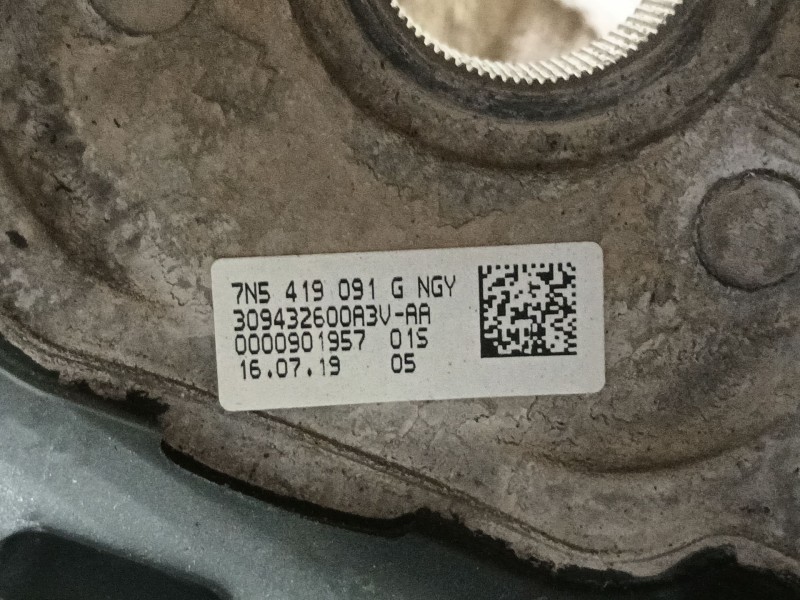 7N5 419 091 G NGY
309432600A3V-AA
0000901957 01S
16.07.19 05